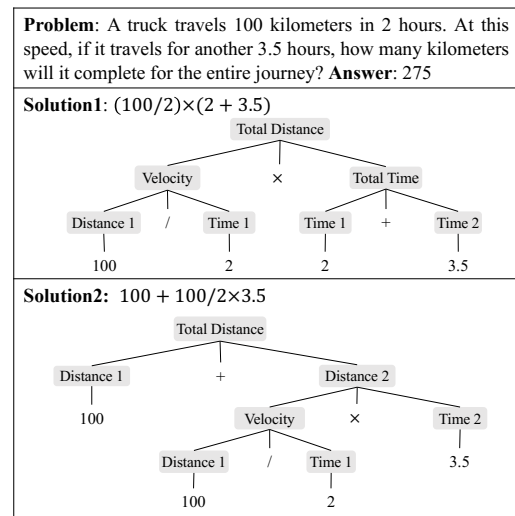 Problem: A truck travels 100 kilometers in 2 hours. At this
speed, if it travels for another 3.5 hours, how many kilometers
will it complete for the entire journey? Answer: 275
Solution1: (100/2)×(2 + 3.5)
Total Distance
Velocity × Total Time
Distance 1 / Time 1 Time 1 + Time 2
100 2 2 3.5
Solution2: 100 + 100/2×3.5
Total Distance
Distance 1 + Distance 2
100 Velocity × Time 2
Distance 1 / Time 1 3.5
100 2